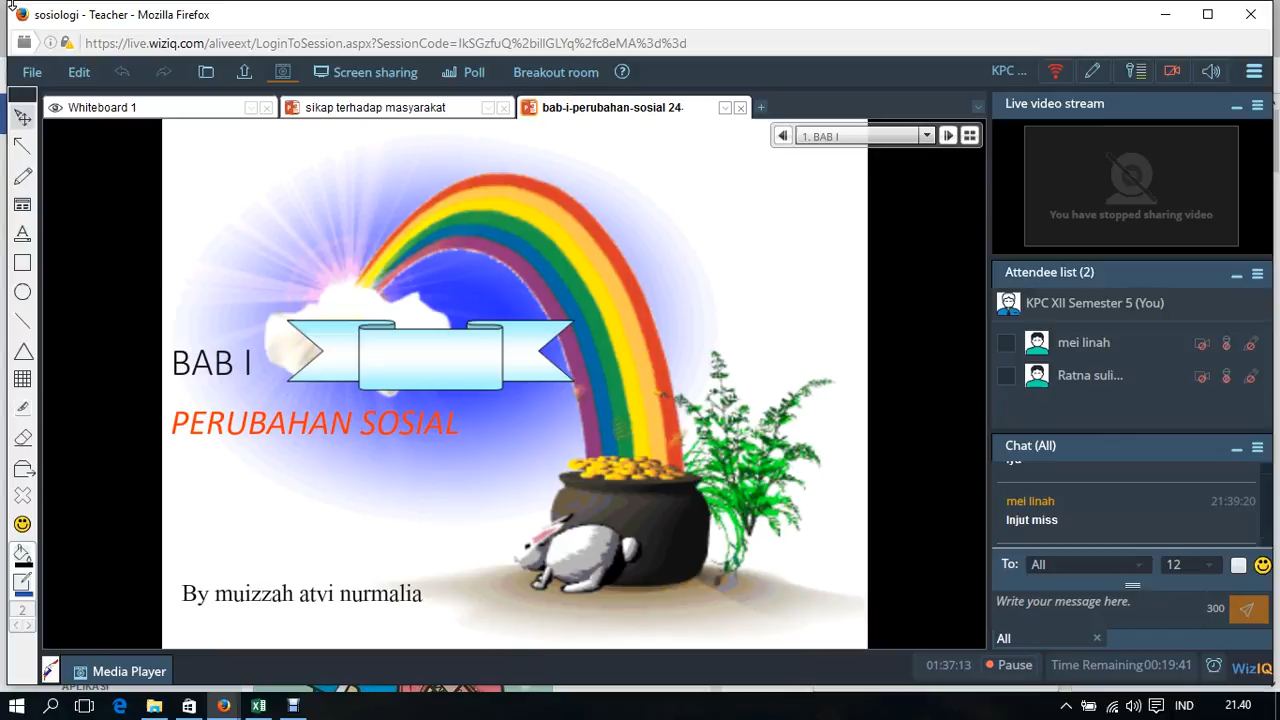 sosiologi - Teacher - Mozilla Firefox
https://live.wiziq.com/aliveext/LoginToSession.aspx?SessionCode=IkSGzfuQ%2billGLYq%2fc8eMA%3d%3d
File Edit Screen sharing Poll Breakout room KPC ...
Whiteboard 1 sikap terhadap masyarakat bab-i-perubahan-sosial 24-
1. BAB I
BAB I
PERUBAHAN SOSIAL
By muizzah atvi nurmalia
Live video stream
You have stopped sharing video
Attendee list (2)
KPC XII Semester 5 (You)
mei linah
Ratna suli...
Chat (All)
mei linah 21:39:20
Injut miss
To: All 12
Write your message here. 300
All
2
Media Player
01:37:13 Pause Time Remaining:00:19:41 WizIQ
APLIKASI
IND 21.40